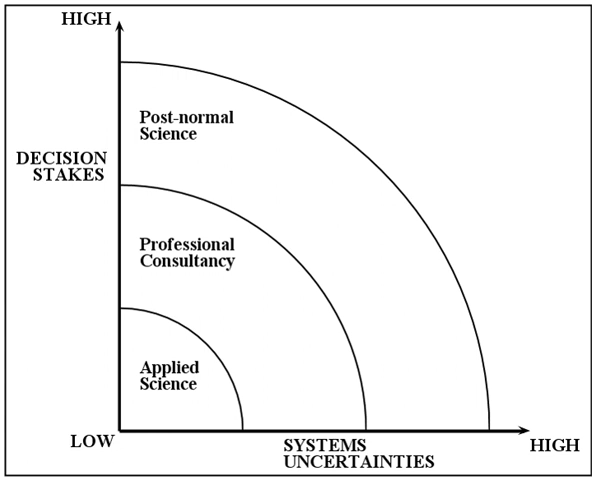 HIGH
Post-normal
Science
DECISION
STAKES
Professional
Consultancy
Applied
Science
LOW
SYSTEMS
UNCERTAINTIES
HIGH